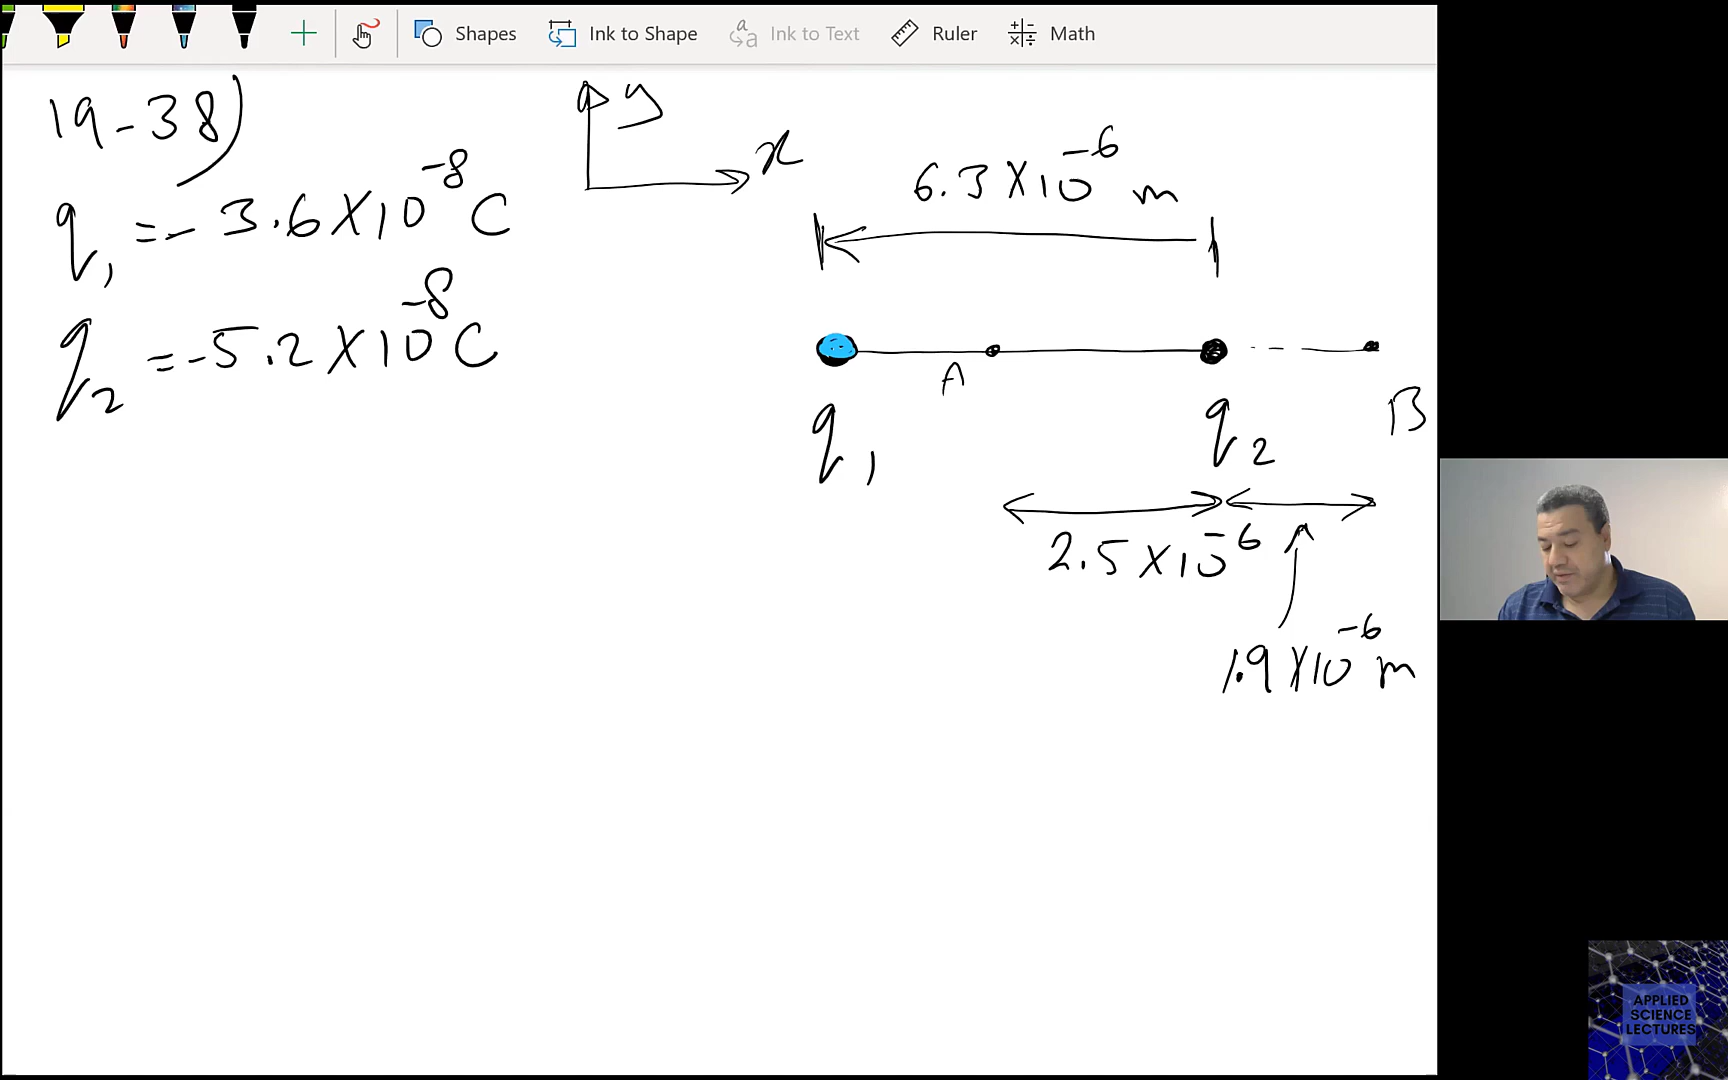 Shapes
Ink to Shape
Ink to Text
Ruler
Math
19-38)
y
x
q₁ = - 3.6 X 10⁻⁸ C
q₂ = - 5.2 X 10⁻⁸ C
6.3 X 10⁻⁶ m
A
B
q₁
q₂
2.5 X 10⁻⁶
1.9 X 10⁻⁶ m
APPLIED
SCIENCE
LECTURES